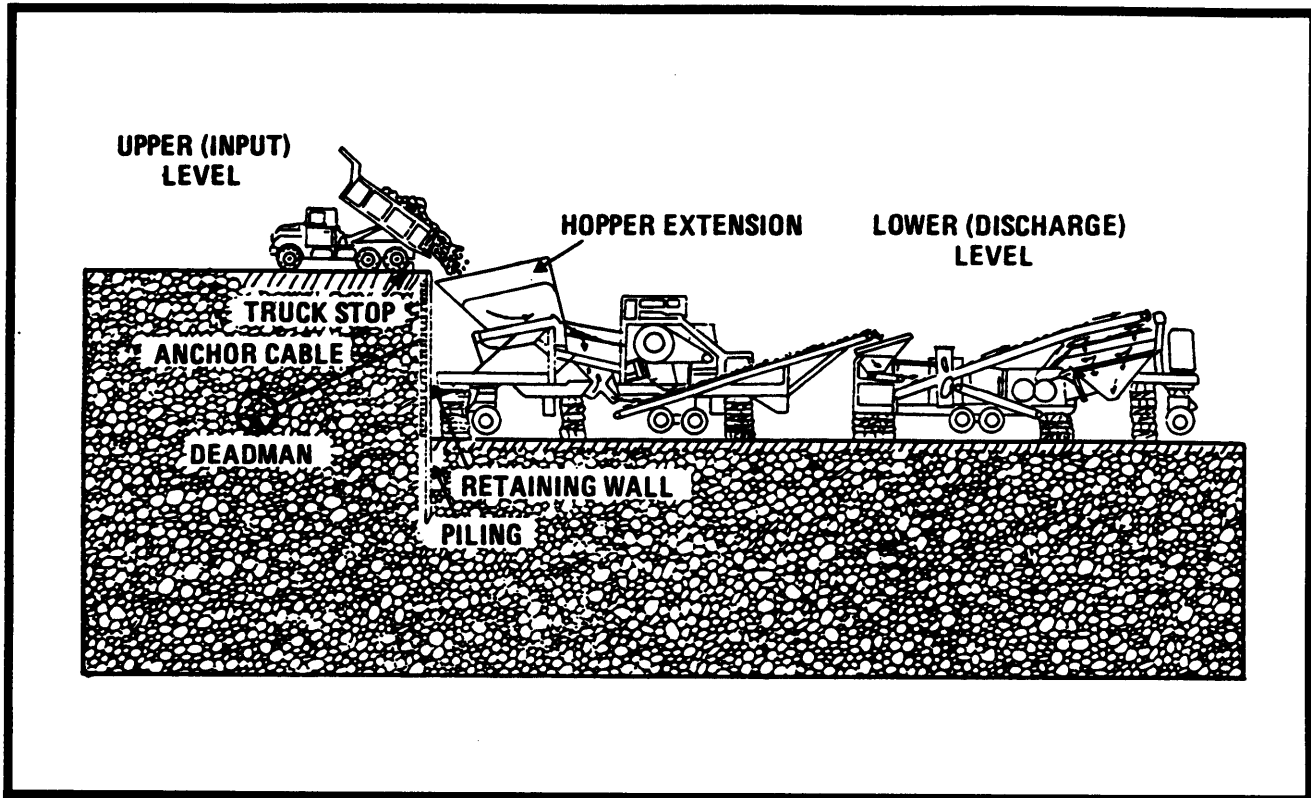 UPPER (INPUT)
LEVEL
HOPPER EXTENSION
LOWER (DISCHARGE)
LEVEL
TRUCK STOP
ANCHOR CABLE
DEADMAN
RETAINING WALL
PILING